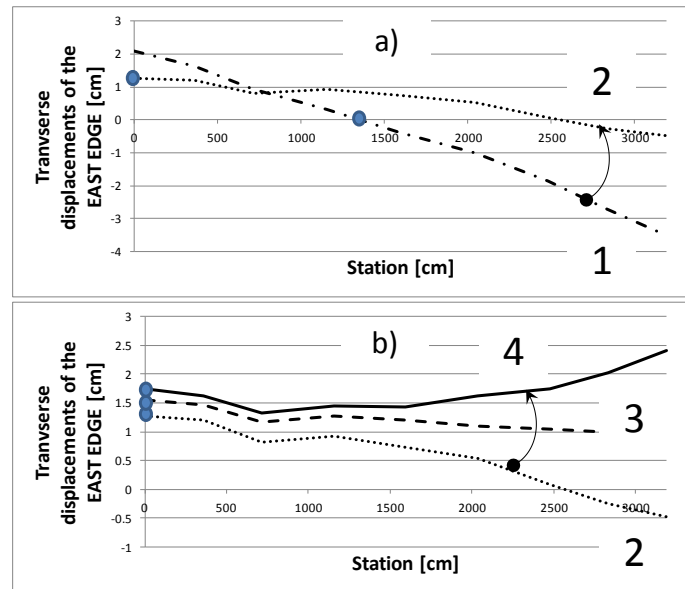 a)
Tranvserse
displacements of the
EAST EDGE [cm]
3
2
1
0
-1
-2
-3
-4
0 500 1000 1500 2000 2500 3000
2
1
Station [cm]
b)
Tranvserse
displacements of the
EAST EDGE [cm]
3
2.5
2
1.5
1
0.5
0
-0.5
-1
0 500 1000 1500 2000 2500 3000
4
3
2
Station [cm]